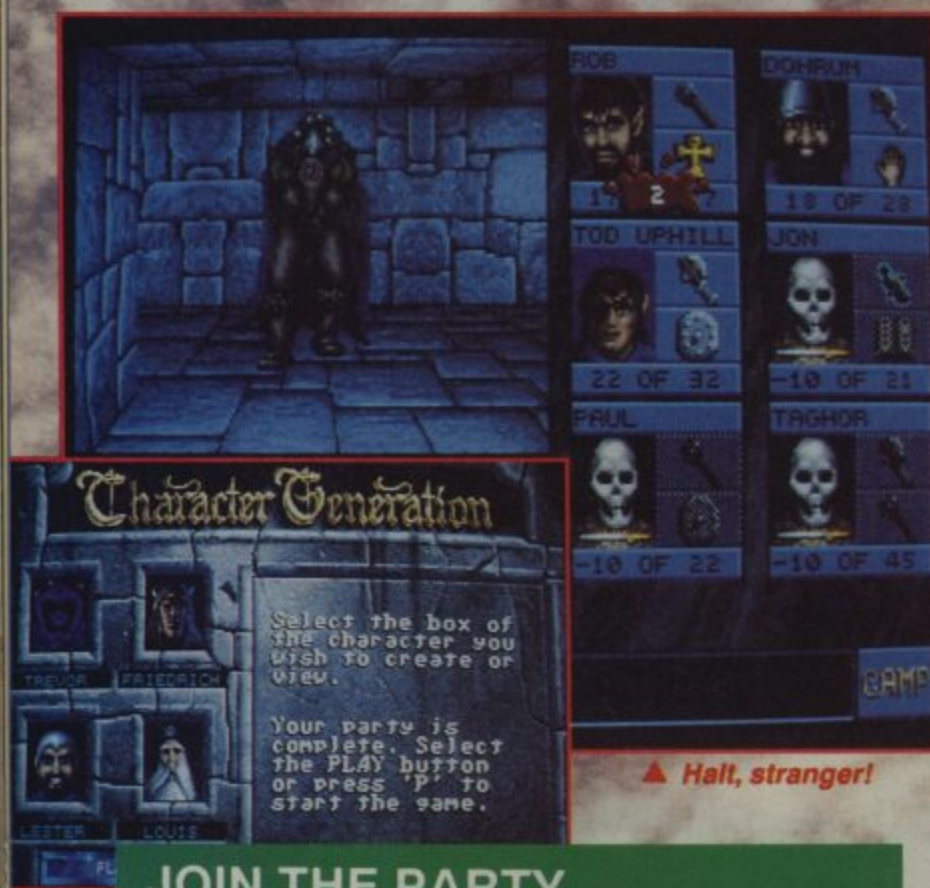 ROB
DONRUM
2
18 OF 28
TOD UPHILL
JON
22 OF 32
-10 OF 21
PAUL
TAGHOR
-10 OF 22
-10 OF 45
CAMP
Character Generation
Select the box of
the character you
wish to create or
view.
TREVOR
FRIEDRICH
Your party is
complete. Select
the PLAY button
or press 'P' to
start the game.
LESTER
LOUIS
▲ Halt, stranger!
JOIN THE PARTY